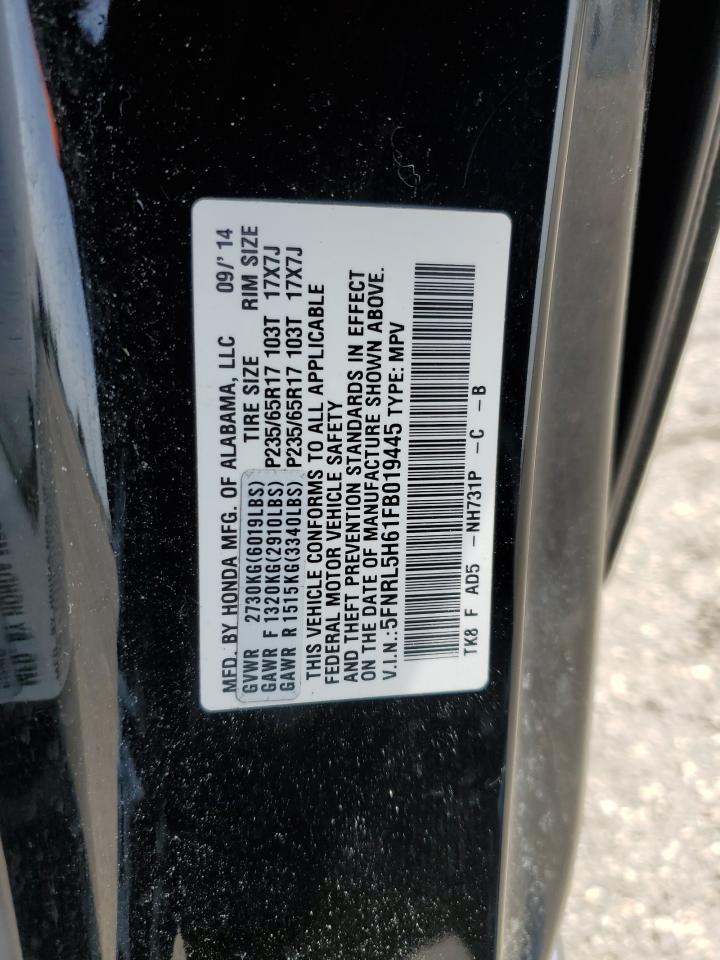 MFD. BY HONDA MFG. OF ALABAMA, LLC 09/'14
GVWR 2730KG(6019LBS) TIRE SIZE RIM SIZE
GAWR F 1320KG(2910LBS) P235/65R17 103T 17X7J
GAWR R 1515KG(3340LBS) P235/65R17 103T 17X7J
THIS VEHICLE CONFORMS TO ALL APPLICABLE
FEDERAL MOTOR VEHICLE SAFETY
AND THEFT PREVENTION STANDARDS IN EFFECT
ON THE DATE OF MANUFACTURE SHOWN ABOVE.
V.I.N.:5FNRL5H61FB019445 TYPE: MPV
TK8 F AD5 -NH731P -C -B